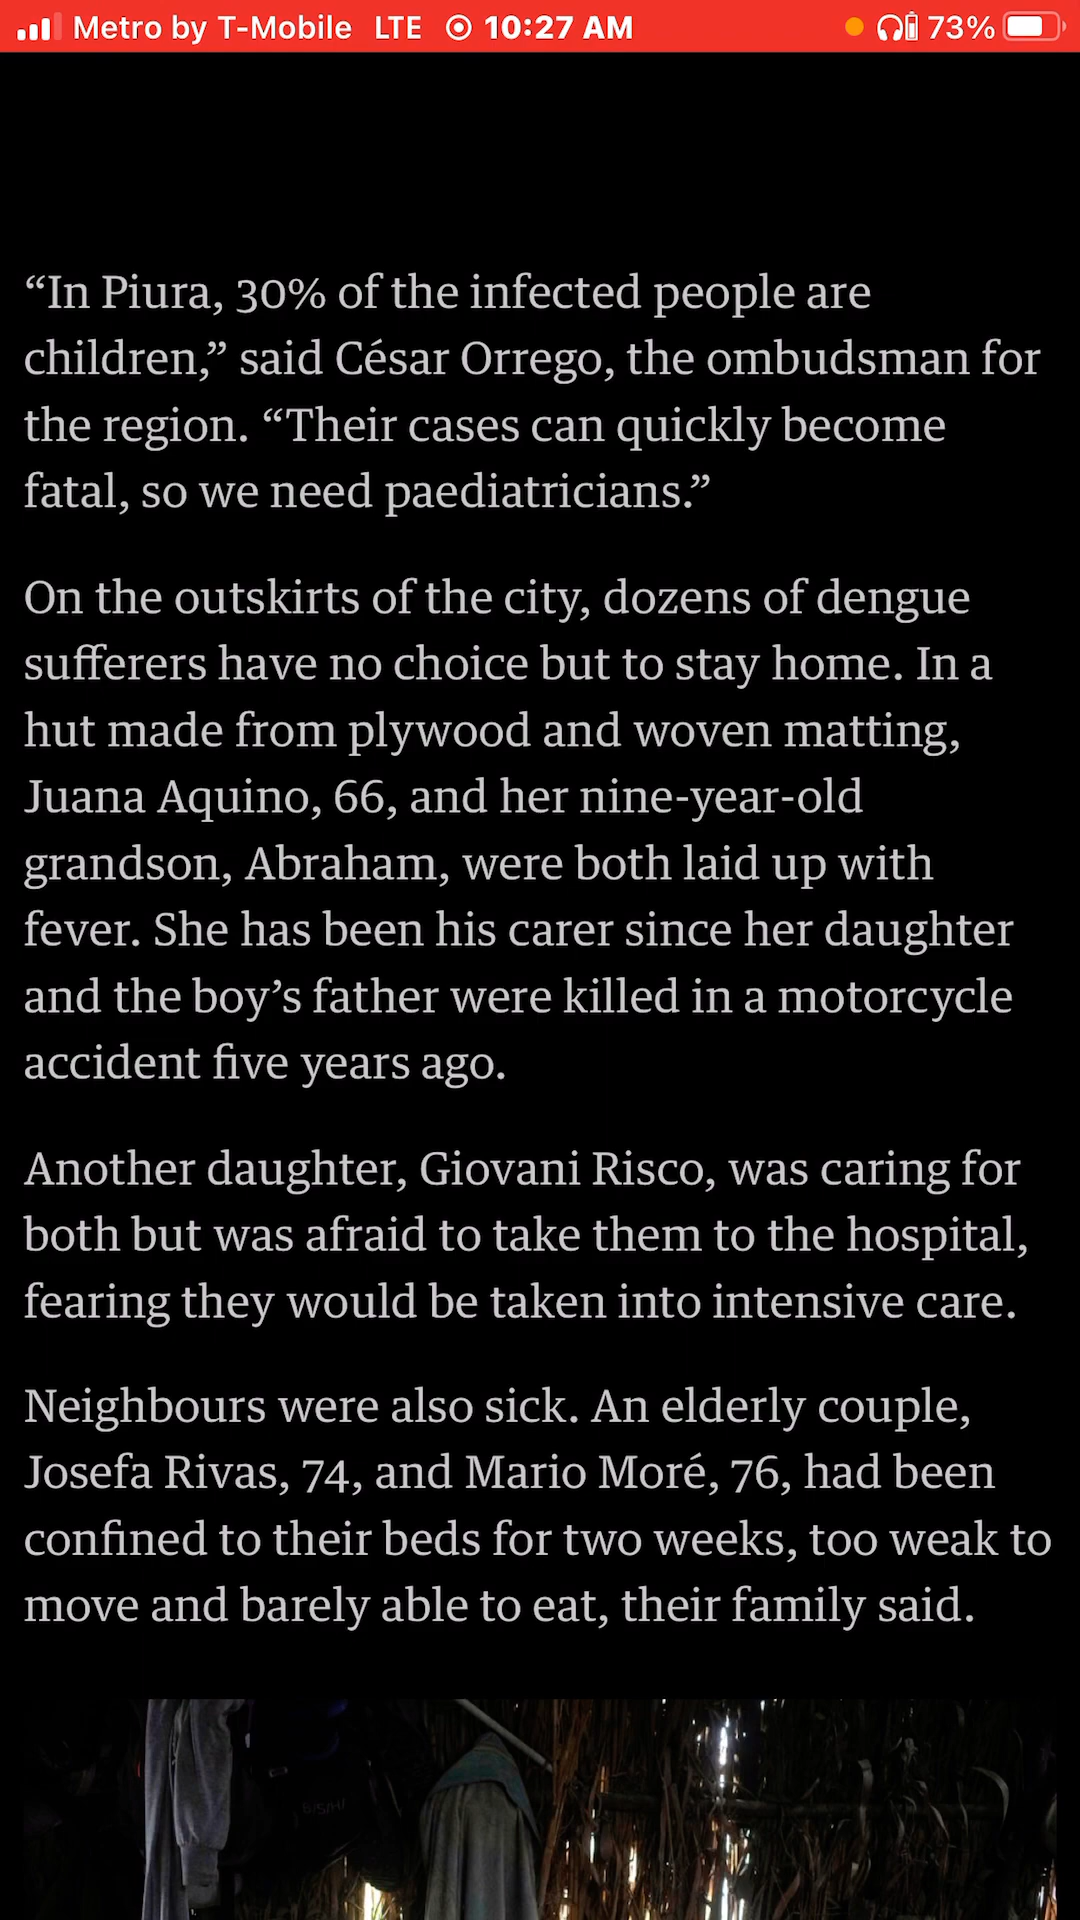 Metro by T-Mobile LTE 10:27 AM 73%
“In Piura, 30% of the infected people are
children,” said César Orrego, the ombudsman for
the region. “Their cases can quickly become
fatal, so we need paediatricians.”
On the outskirts of the city, dozens of dengue
sufferers have no choice but to stay home. In a
hut made from plywood and woven matting,
Juana Aquino, 66, and her nine-year-old
grandson, Abraham, were both laid up with
fever. She has been his carer since her daughter
and the boy’s father were killed in a motorcycle
accident five years ago.
Another daughter, Giovani Risco, was caring for
both but was afraid to take them to the hospital,
fearing they would be taken into intensive care.
Neighbours were also sick. An elderly couple,
Josefa Rivas, 74, and Mario Moré, 76, had been
confined to their beds for two weeks, too weak to
move and barely able to eat, their family said.